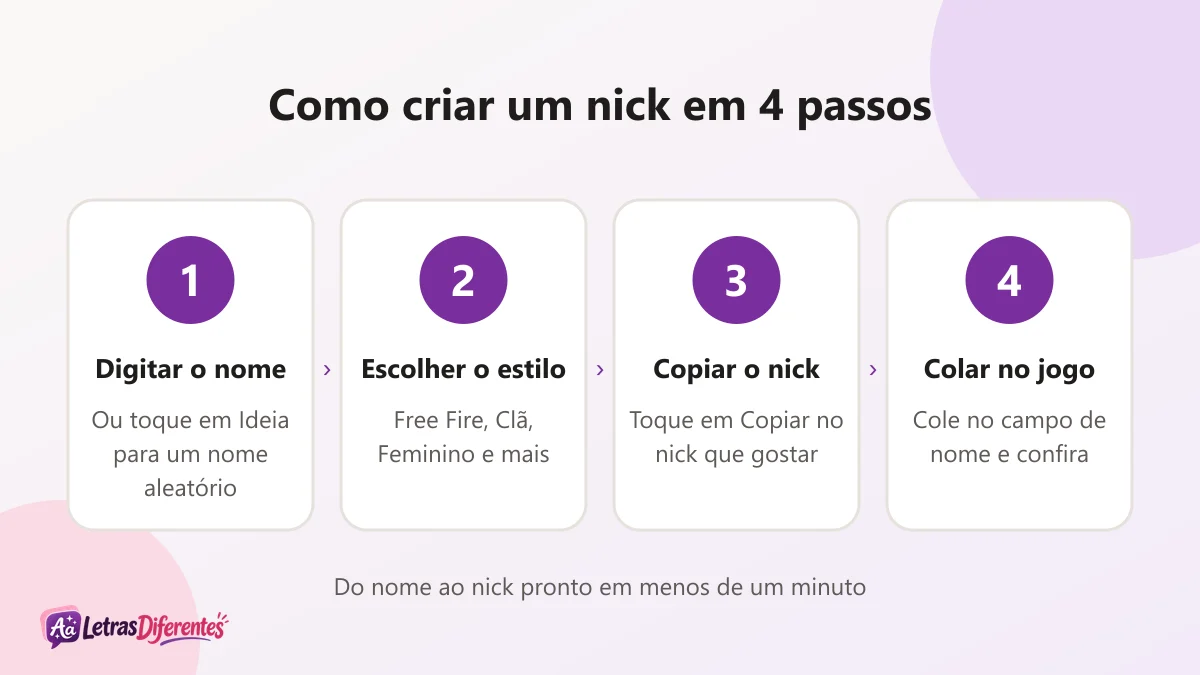 Como criar um nick em 4 passos
1
Digitar o nome
Ou toque em Ideia
para um nome
aleatório
›
2
Escolher o estilo
Free Fire, Clã,
Feminino e mais
›
3
Copiar o nick
Toque em Copiar no
nick que gostar
›
4
Colar no jogo
Cole no campo de
nome e confira
Do nome ao nick pronto em menos de um minuto
Aa LetrasDiferentes